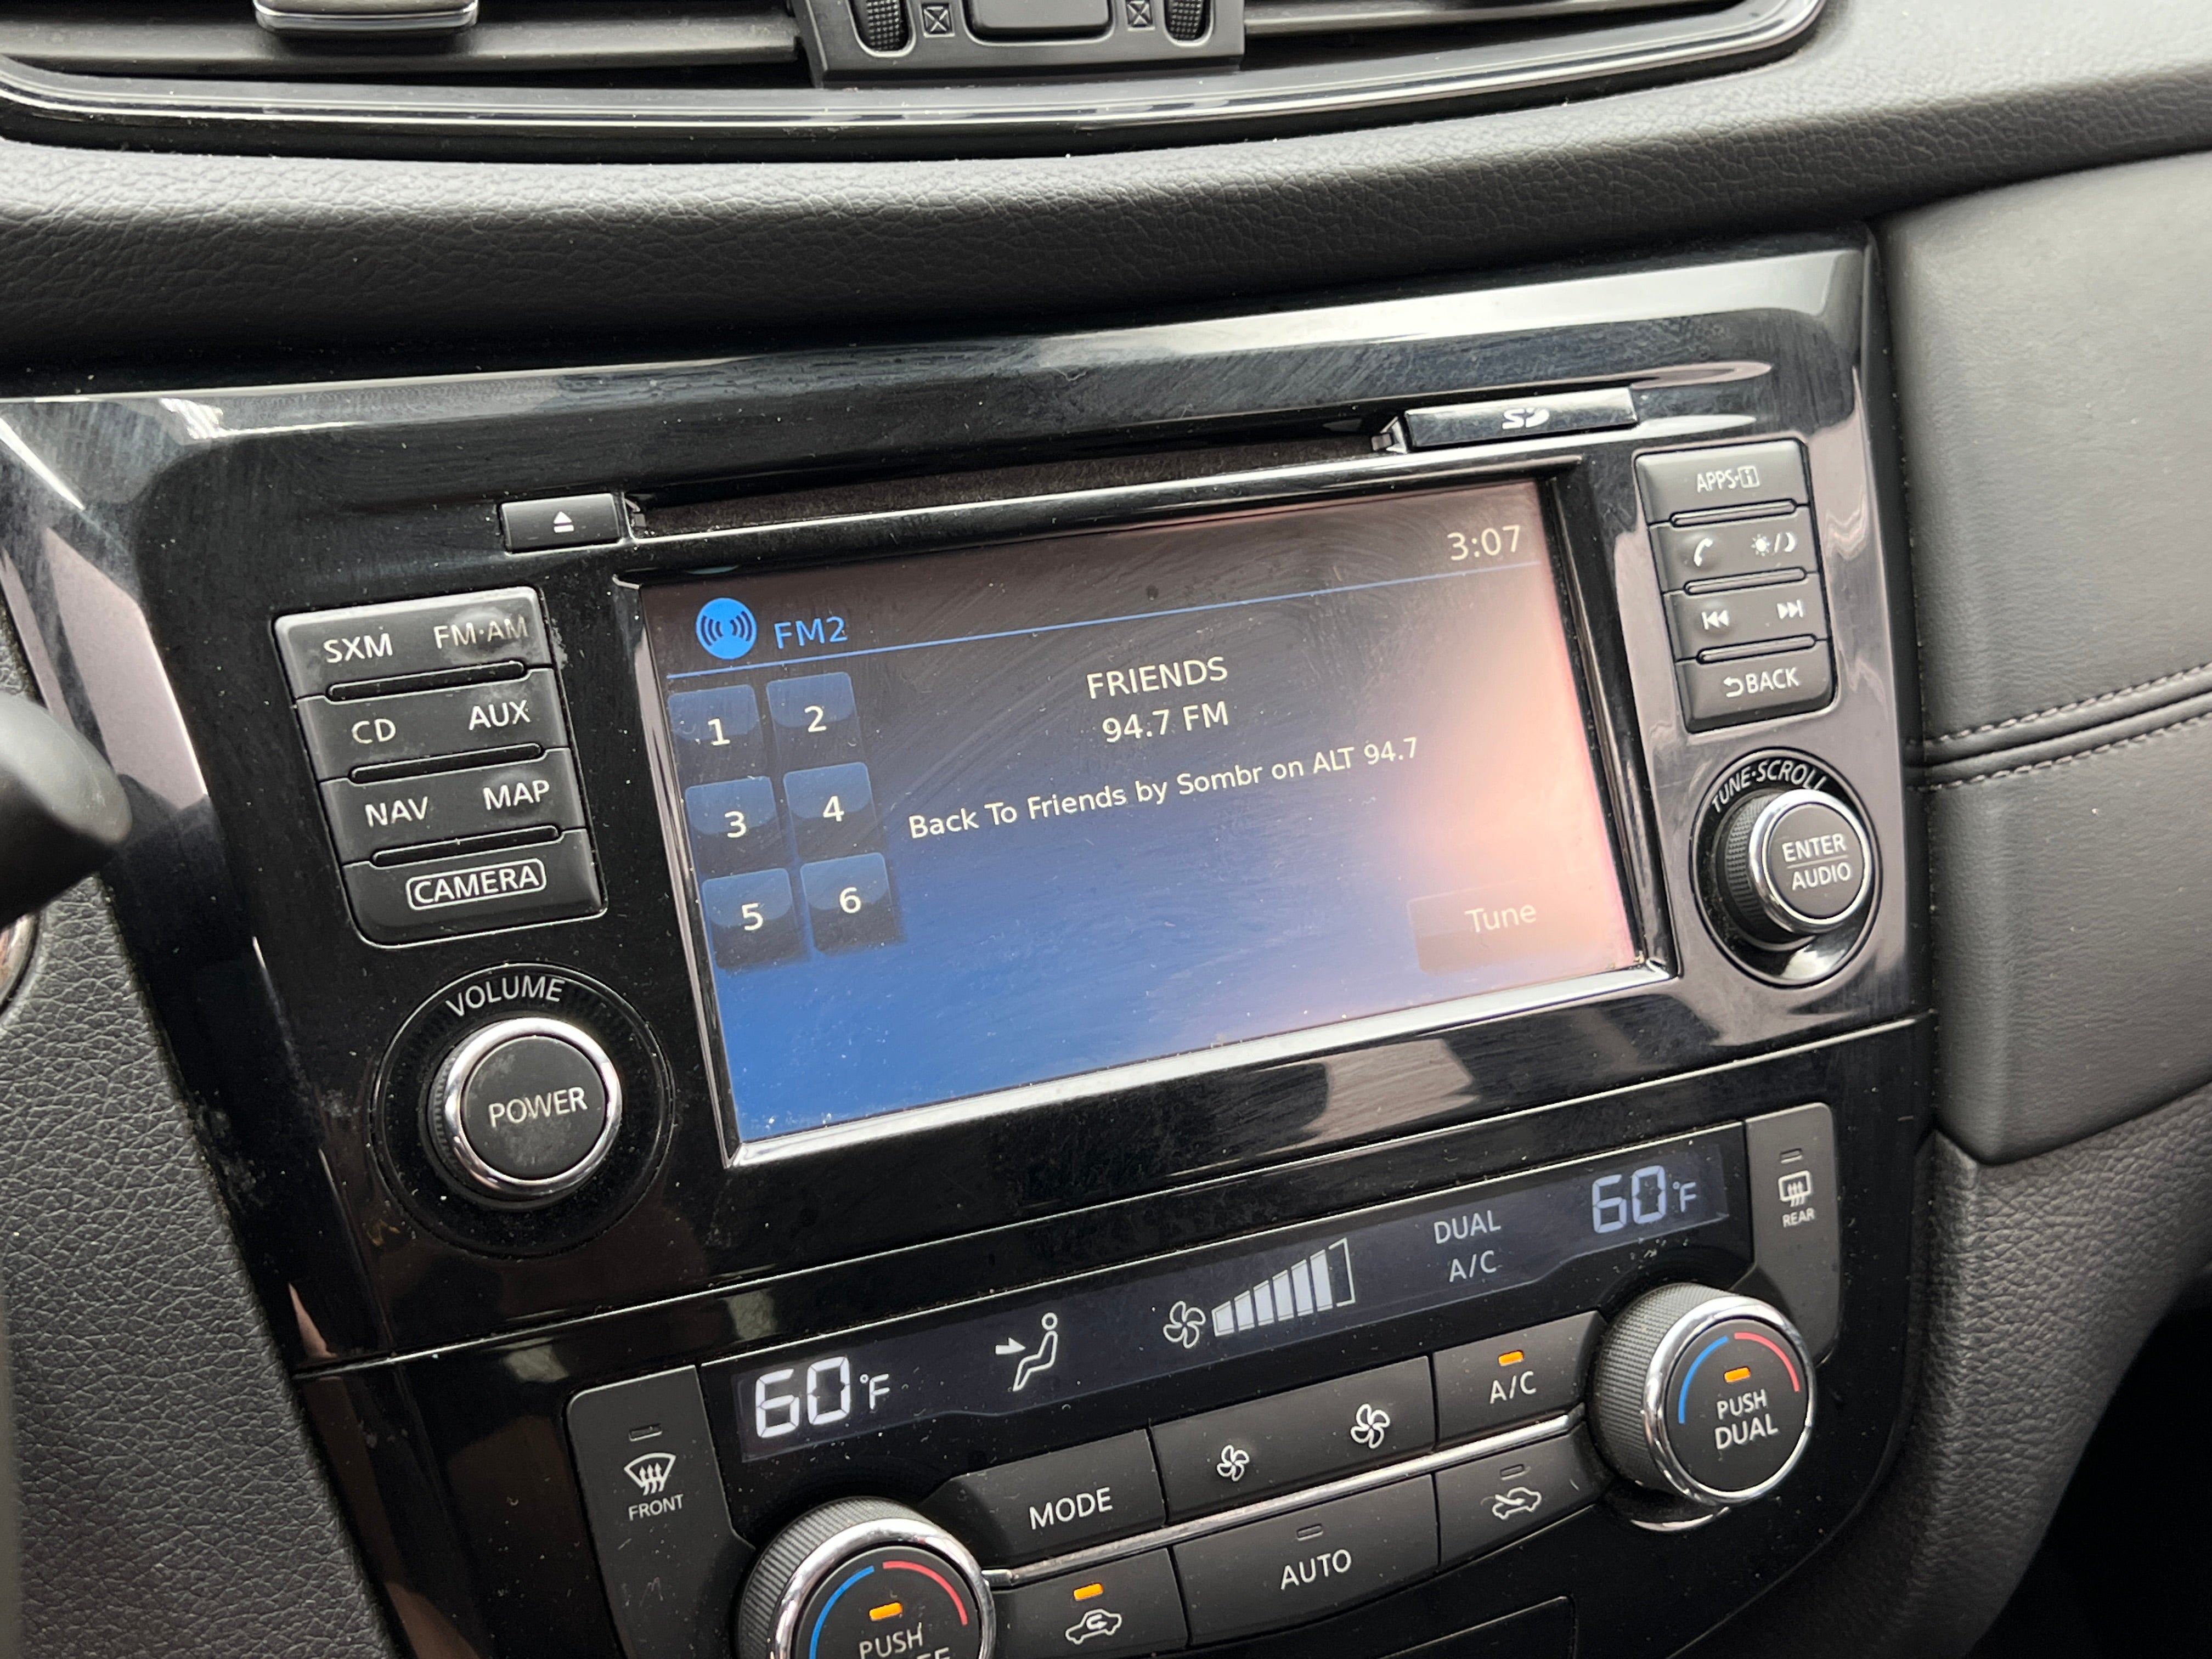 SD
APPS·i
3:07
SXM FM·AM
FM2
FRIENDS
94.7 FM
BACK
CD AUX
1 2
TUNE·SCROLL
NAV MAP
3 4
Back To Friends by Sombr on ALT 94.7
ENTER
AUDIO
CAMERA
5 6
Tune
VOLUME
POWER
60°F
REAR
DUAL
A/C
60°F
A/C
PUSH
DUAL
FRONT
MODE
AUTO
PUSH